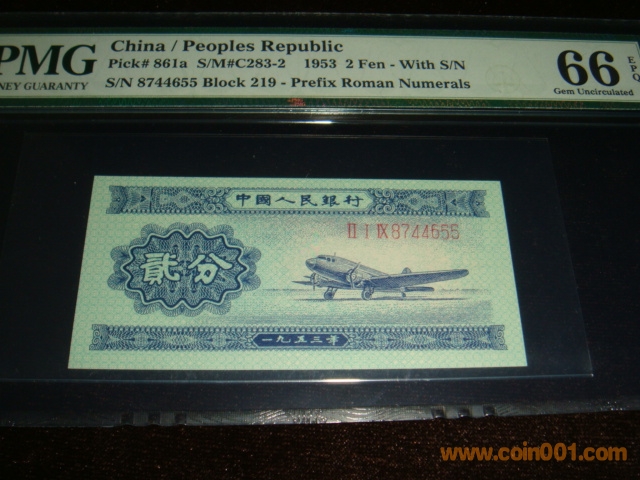 PMG
NEY GUARANTY
China / Peoples Republic
Pick# 861a S/M#C283-2 1953 2 Fen - With S/N
S/N 8744655 Block 219 - Prefix Roman Numerals
66
EPQ
Gem Uncirculated
中國人民銀行
II I IX 8744655
貳分
一九五三年
www.coin001.com